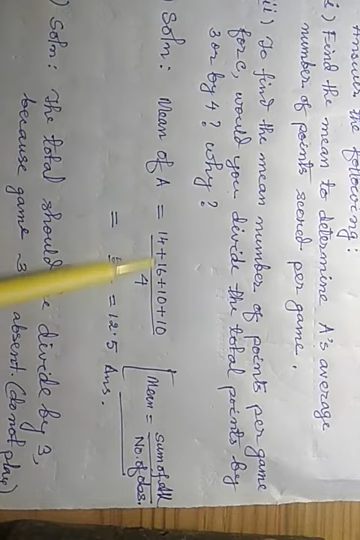 Answer the following:
i) Find the mean to determine A's average
number of points scored per game.
ii) To find the mean number of points per game
for C, would you divide the total points by
3 or by 4? Why?
) Soln: Mean of A = 14+16+10+10
4
[Mean = Sum of all
No. of obs.
= = 12.5 Ans.
) Soln: The total should divide by 3,
because game 3 absent. (do not play)